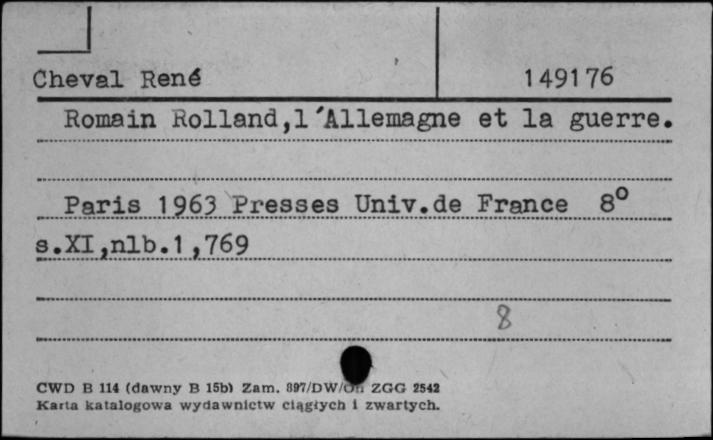 Cheval René 149176
Romain Rolland,l'Allemagne et la guerre.
Paris 1963 Presses Univ.de France 8°
s.XI,nlb.1,769
8
CWD B 114 (dawny B 15b) Zam. 897/DW/ ZGG 2542
Karta katalogowa wydawnictw ciągłych i zwartych.